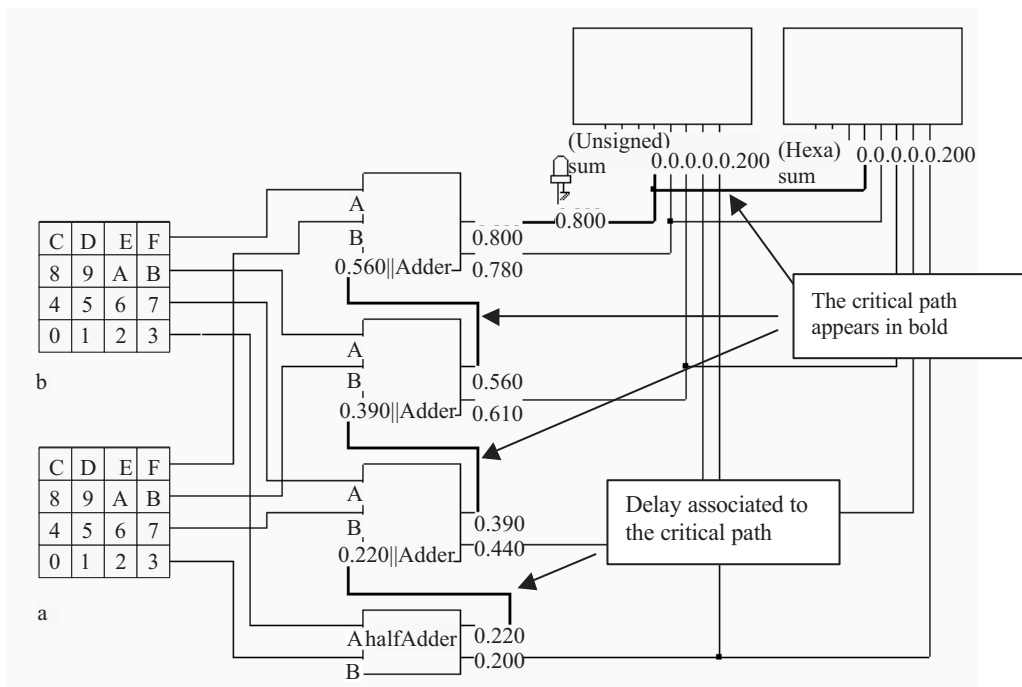 (Unsigned)
sum
0.0.0.0.0.200
(Hexa)
sum
0.0.0.0.0.200
A
B
0.560||Adder
0.800
0.780
0.800
C D E F
8 9 A B
4 5 6 7
0 1 2 3
b
The critical path
appears in bold
A
B
0.390||Adder
0.560
0.610
C D E F
8 9 A B
4 5 6 7
0 1 2 3
a
A
B
0.220||Adder
0.390
0.440
Delay associated to
the critical path
AhalfAdder
B
0.220
0.200